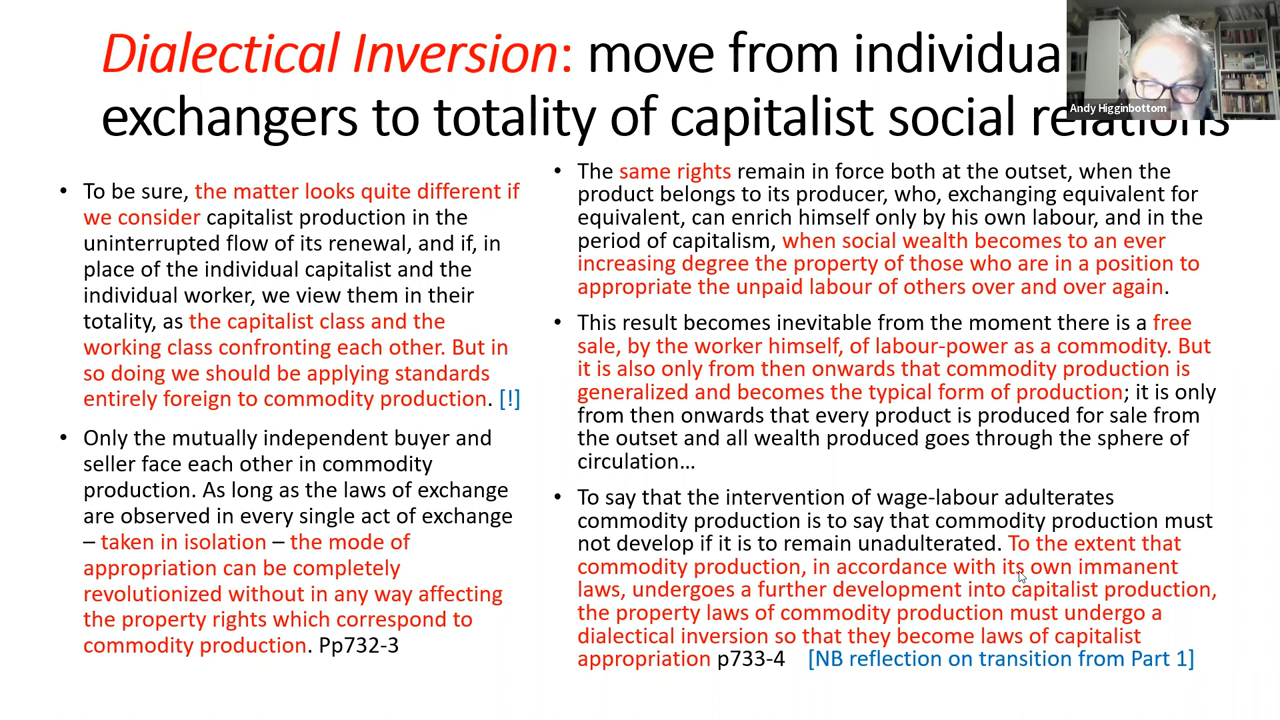 Dialectical Inversion: move from individua
exchangers to totality of capitalist social relations
Andy Higginbottom
• To be sure, the matter looks quite different if
we consider capitalist production in the
uninterrupted flow of its renewal, and if, in
place of the individual capitalist and the
individual worker, we view them in their
totality, as the capitalist class and the
working class confronting each other. But in
so doing we should be applying standards
entirely foreign to commodity production. [!]
• Only the mutually independent buyer and
seller face each other in commodity
production. As long as the laws of exchange
are observed in every single act of exchange
– taken in isolation – the mode of
appropriation can be completely
revolutionized without in any way affecting
the property rights which correspond to
commodity production. Pp732-3
• The same rights remain in force both at the outset, when the
product belongs to its producer, who, exchanging equivalent for
equivalent, can enrich himself only by his own labour, and in the
period of capitalism, when social wealth becomes to an ever
increasing degree the property of those who are in a position to
appropriate the unpaid labour of others over and over again.
• This result becomes inevitable from the moment there is a free
sale, by the worker himself, of labour-power as a commodity. But
it is also only from then onwards that commodity production is
generalized and becomes the typical form of production; it is only
from then onwards that every product is produced for sale from
the outset and all wealth produced goes through the sphere of
circulation…
• To say that the intervention of wage-labour adulterates
commodity production is to say that commodity production must
not develop if it is to remain unadulterated. To the extent that
commodity production, in accordance with its own immanent
laws, undergoes a further development into capitalist production,
the property laws of commodity production must undergo a
dialectical inversion so that they become laws of capitalist
appropriation p733-4 [NB reflection on transition from Part 1]